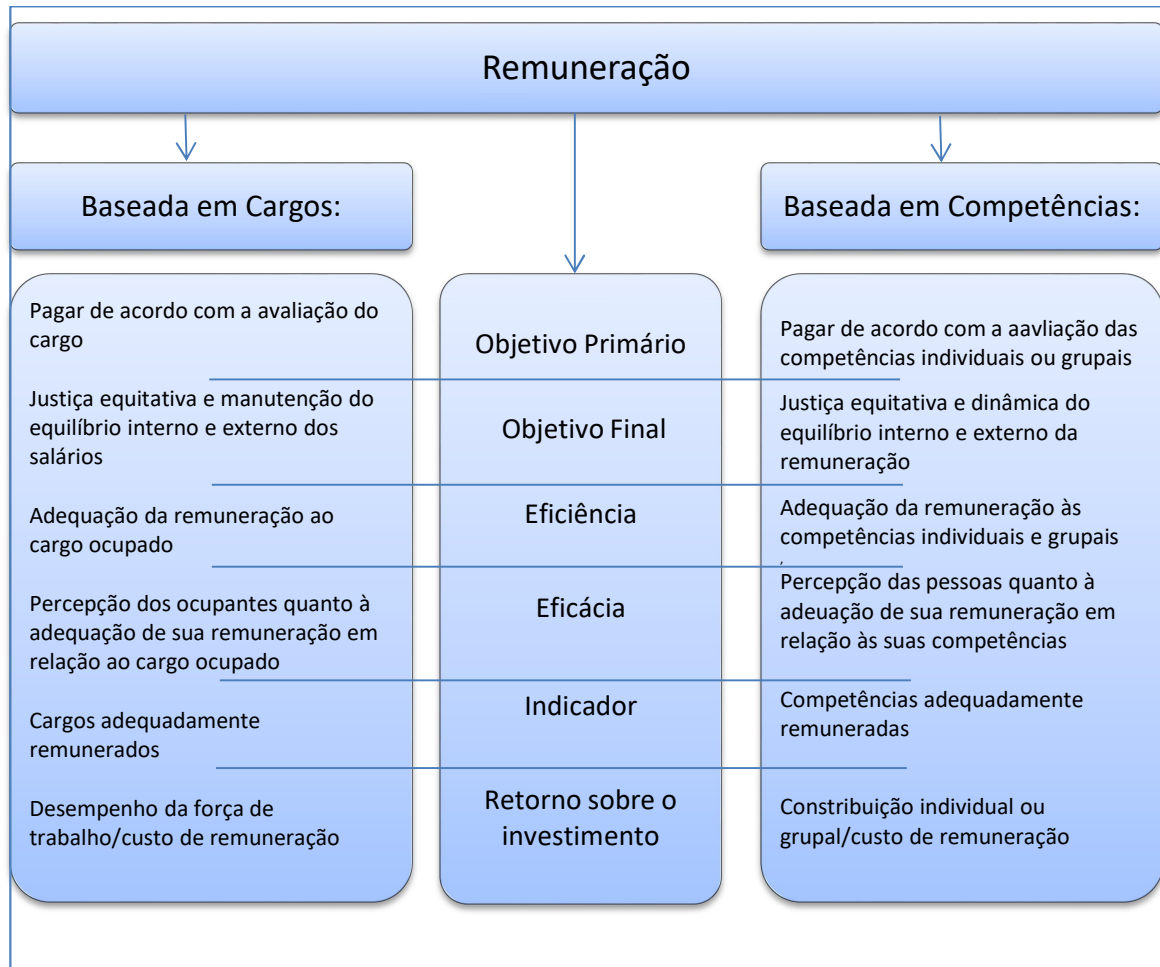 Remuneração
Baseada em Cargos:
Baseada em Competências:
Pagar de acordo com a avaliação do
cargo
Objetivo Primário
Pagar de acordo com a aavliação das
competências individuais ou grupais
Justiça equitativa e manutenção do
equilíbrio interno e externo dos
salários
Objetivo Final
Justiça equitativa e dinâmica do
equilíbrio interno e externo da
remuneração
Adequação da remuneração ao
cargo ocupado
Eficiência
Adequação da remuneração às
competências individuais e grupais
,
Percepção dos ocupantes quanto à
adequação de sua remuneração em
relação ao cargo ocupado
Eficácia
Percepção das pessoas quanto à
adeuação de sua remuneração em
relação às suas competências
Cargos adequadamente
remunerados
Indicador
Competências adequadamente
remuneradas
Desempenho da força de
trabalho/custo de remuneração
Retorno sobre o
investimento
Constribuição individual ou
grupal/custo de remuneração